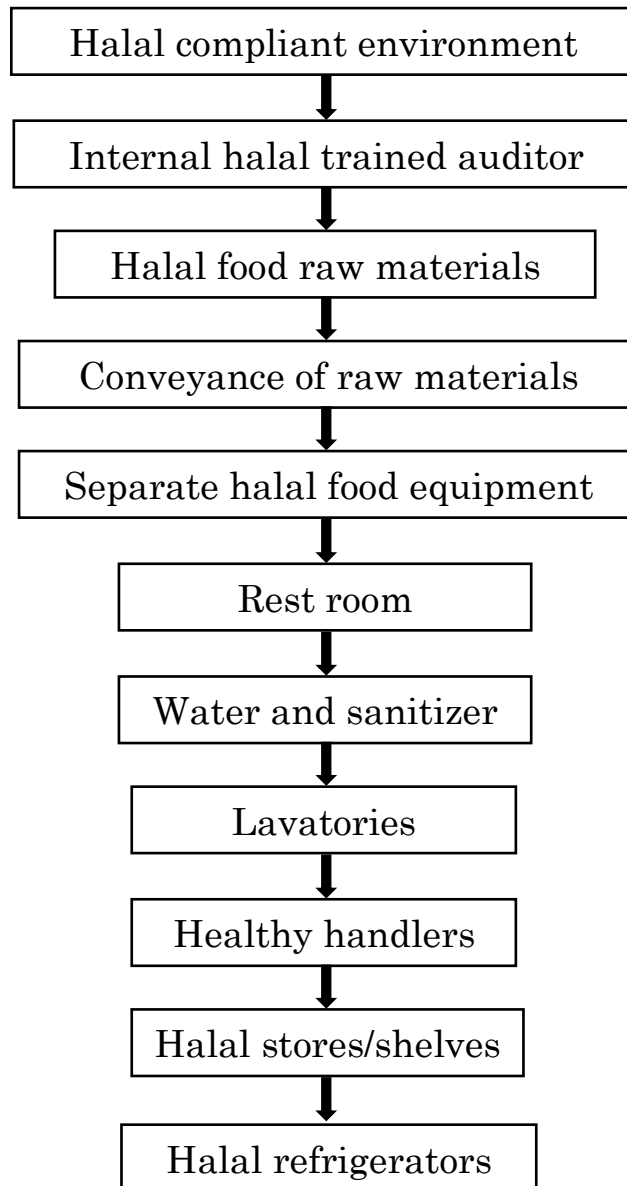 Halal compliant environment
Internal halal trained auditor
Halal food raw materials
Conveyance of raw materials
Separate halal food equipment
Rest room
Water and sanitizer
Lavatories
Healthy handlers
Halal stores/shelves
Halal refrigerators